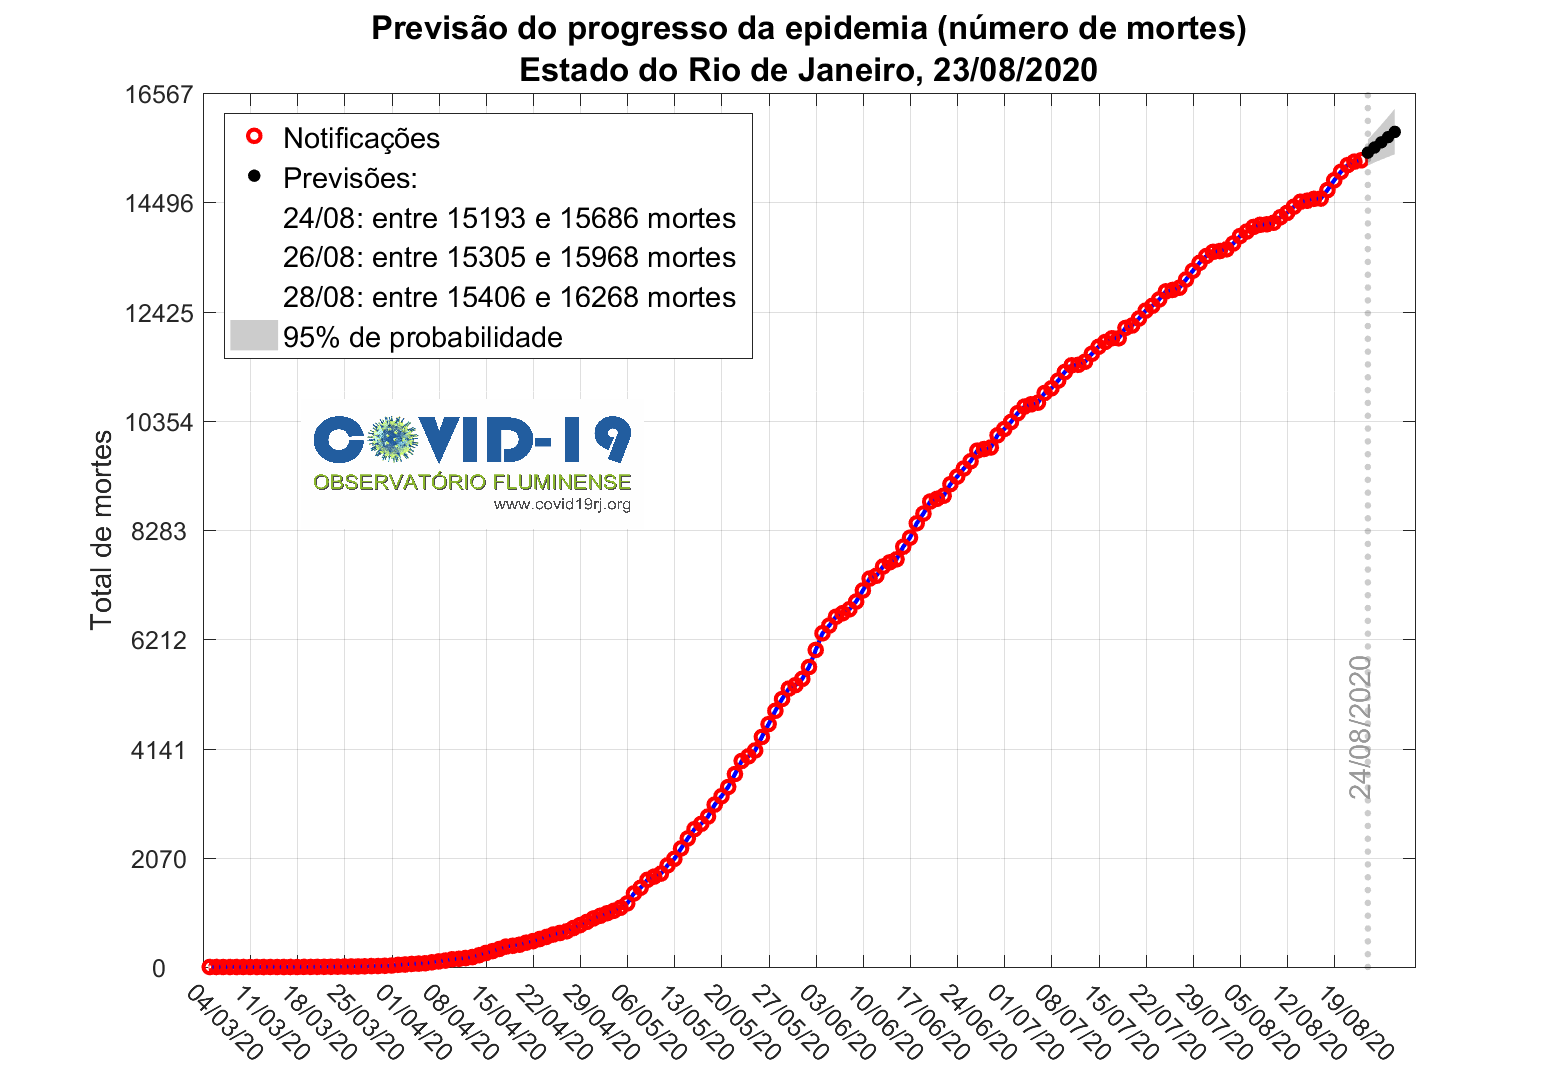 Previsão do progresso da epidemia (número de mortes)
Estado do Rio de Janeiro, 23/08/2020
16567
14496
12425
10354
8283
6212
4141
2070
0
Total de mortes
Notificações
Previsões:
24/08: entre 15193 e 15686 mortes
26/08: entre 15305 e 15968 mortes
28/08: entre 15406 e 16268 mortes
95% de probabilidade
COVID-19
OBSERVATÓRIO FLUMINENSE
www.covid19rj.org
24/08/2020
04/03/20
11/03/20
18/03/20
25/03/20
01/04/20
08/04/20
15/04/20
22/04/20
29/04/20
06/05/20
13/05/20
20/05/20
27/05/20
03/06/20
10/06/20
17/06/20
24/06/20
01/07/20
08/07/20
15/07/20
22/07/20
29/07/20
05/08/20
12/08/20
19/08/20